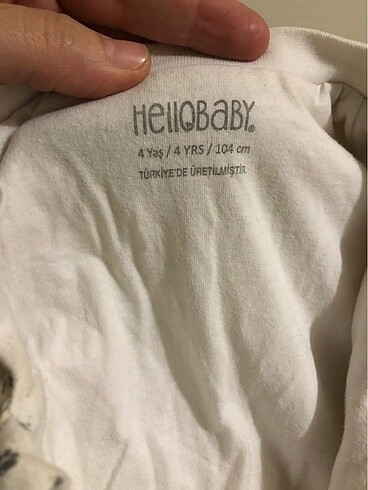 HellOBaBY®
4 Yaş / 4 YRS / 104 cm
TÜRKİYE'DE ÜRETİLMİŞTİR